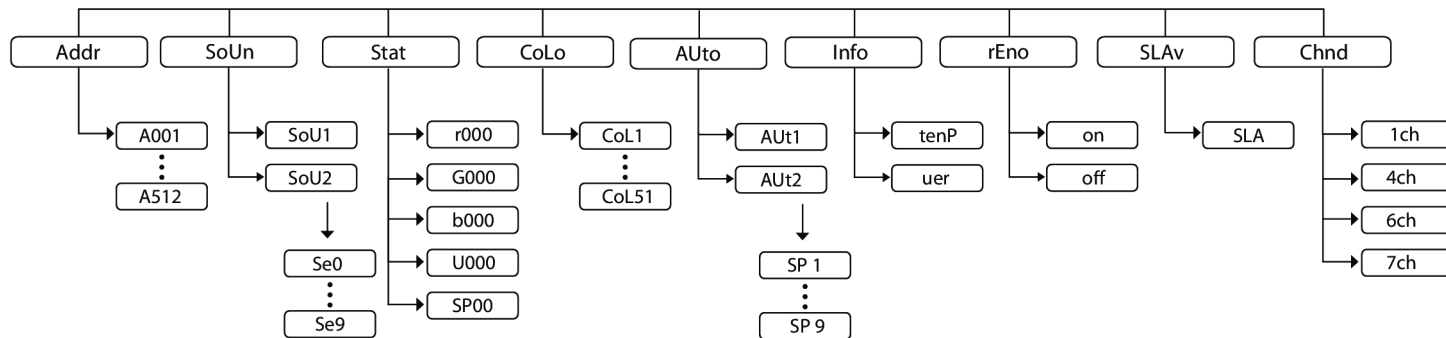 Addr
SoUn
Stat
CoLo
AUto
Info
rEno
SLAv
Chnd
A001
A512
SoU1
SoU2
Se0
Se9
r000
G000
b000
U000
SP00
CoL1
CoL51
AUt1
AUt2
SP 1
SP 9
tenP
uer
on
off
SLA
1ch
4ch
6ch
7ch